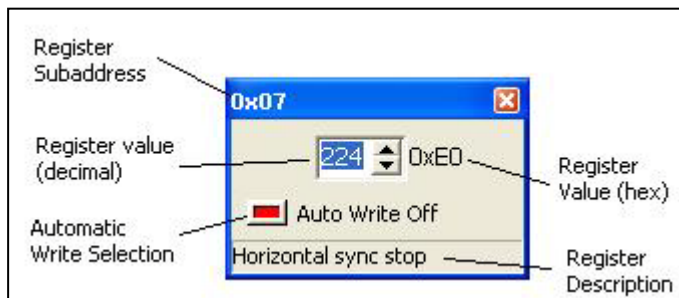 Register
Subaddress
0x07
Register value
(decimal)
224
0xE0
Register
Value (hex)
Automatic
Write Selection
Auto Write Off
Horizontal sync stop
Register
Description